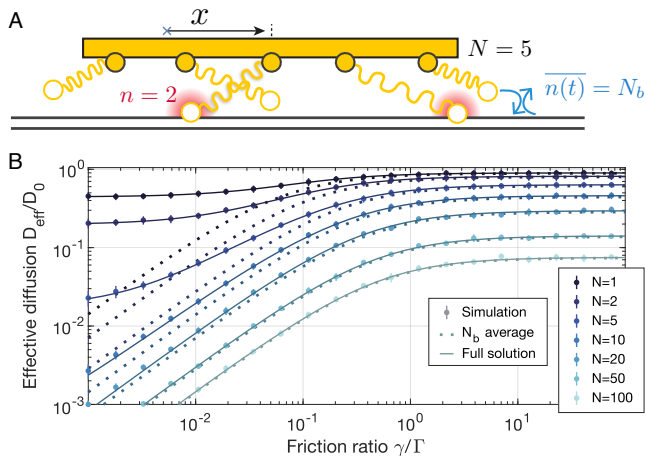 A
x
N = 5
n = 2
n(t) = N_b
B
Effective diffusion D_eff/D_0
10^0
10^-1
10^-2
10^-3
10^-2
10^-1
10^0
10^1
Friction ratio γ/Γ
Simulation
N_b average
Full solution
N=1
N=2
N=5
N=10
N=20
N=50
N=100